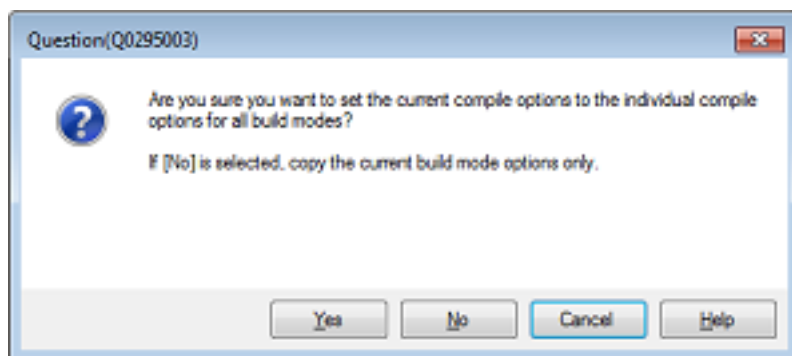 Question(Q0295003)
Are you sure you want to set the current compile options to the individual compile
options for all build modes?
If [No] is selected, copy the current build mode options only.
Yes No Cancel Help